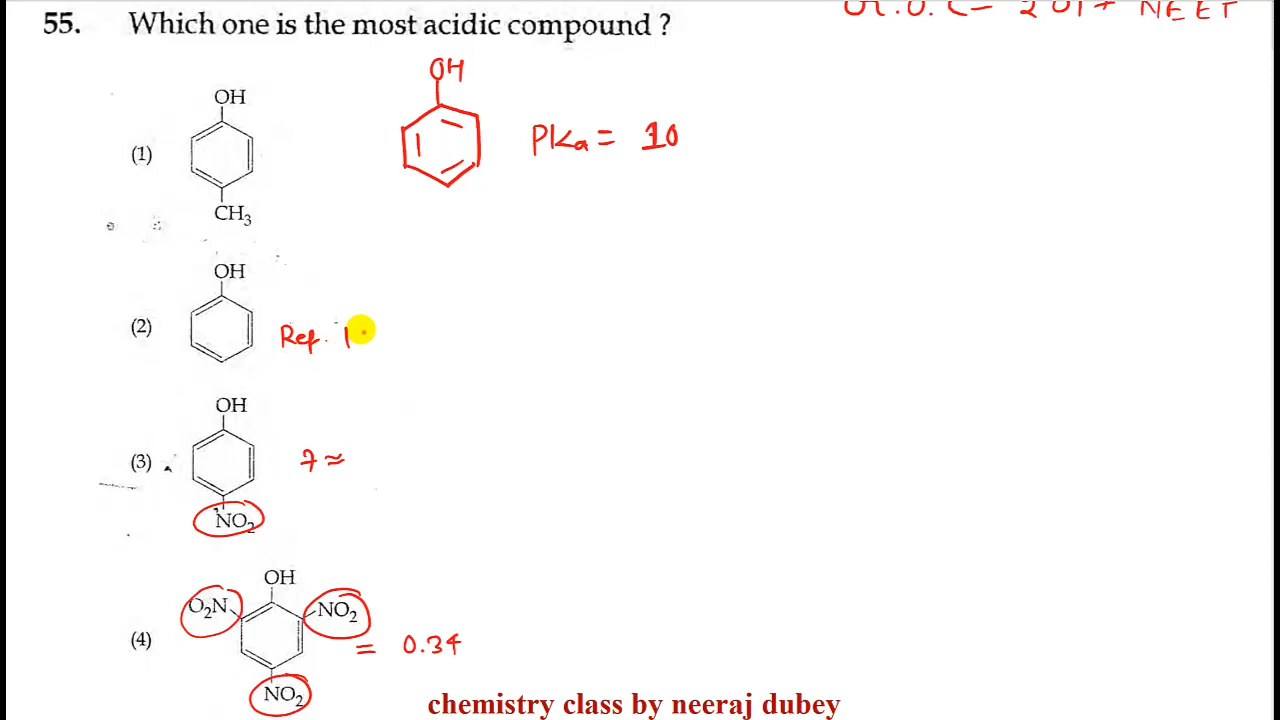 55. Which one is the most acidic compound ?
OH
PKa = 10
OH
(1)
CH3
OH
(2)
Ref.
OH
(3)
7 ≈
NO2
OH
O2N
NO2
(4)
= 0.34
NO2
chemistry class by neeraj dubey